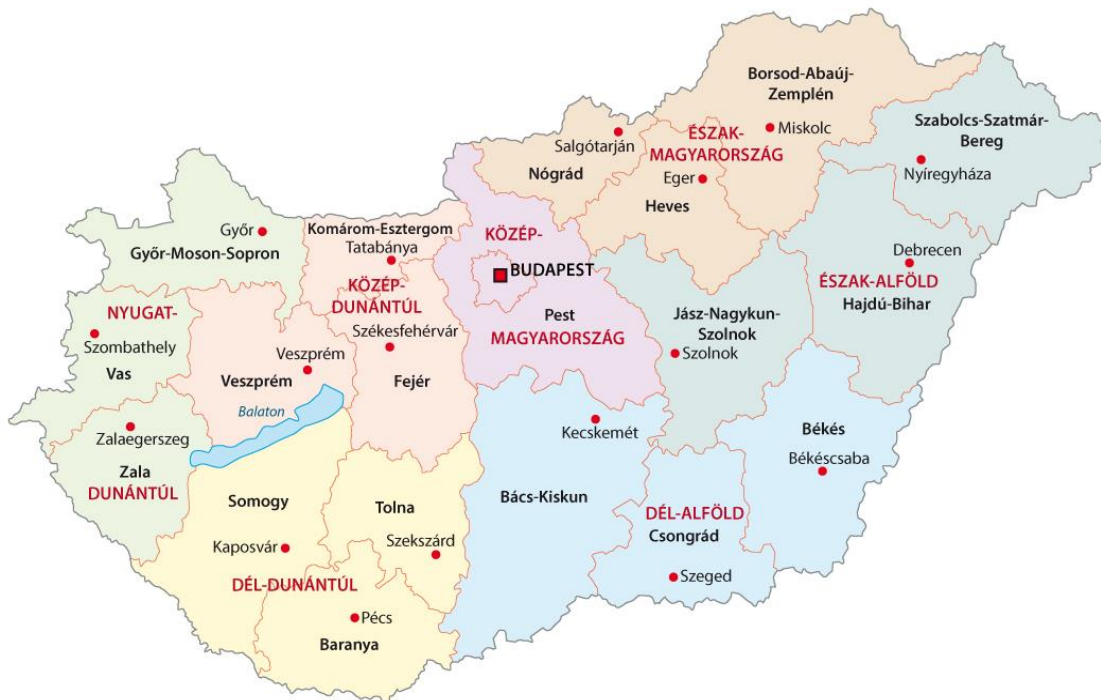 Borsod-Abaúj-
Zemplén
Miskolc
Szabolcs-Szatmár-
Bereg
Nyíregyháza
Salgótarján
Nógrád
ÉSZAK-
MAGYARORSZÁG
Eger
Heves
Győr
Győr-Moson-Sopron
Komárom-Esztergom
Tatabánya
KÖZÉP-
BUDAPEST
Pest
MAGYARORSZÁG
Debrecen
ÉSZAK-ALFÖLD
Hajdú-Bihar
KÖZÉP-
DUNÁNTÚL
Székesfehérvár
Fejér
Jász-Nagykun-
Szolnok
Szolnok
NYUGAT-
Szombathely
Vas
Veszprém
Veszprém
Balaton
Zalaegerszeg
Zala
DUNÁNTÚL
Kecskemét
Bács-Kiskun
Békés
Békéscsaba
Somogy
Kaposvár
Tolna
Szekszárd
DÉL-ALFÖLD
Csongrád
Szeged
DÉL-DUNÁNTÚL
Pécs
Baranya